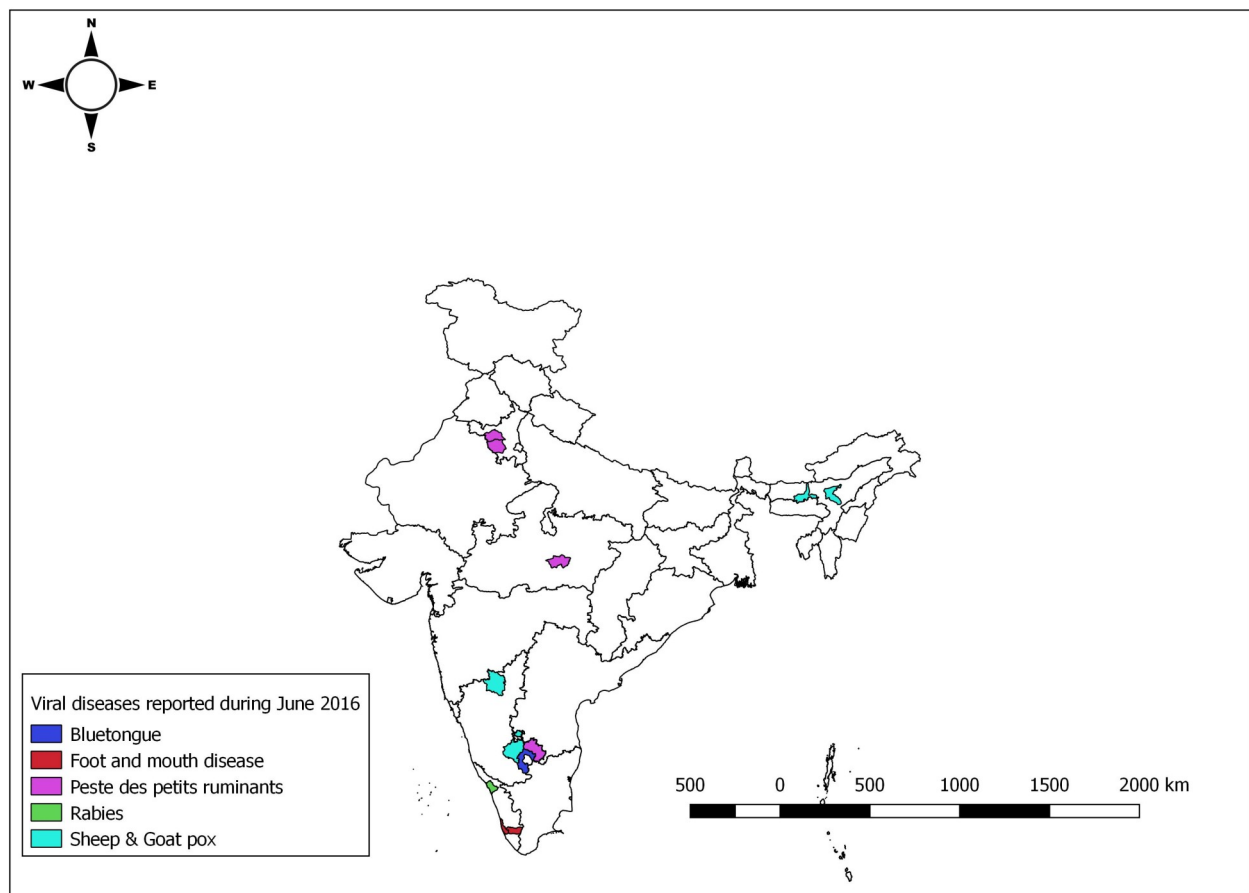 N
W E
S
Viral diseases reported during June 2016
Bluetongue
Foot and mouth disease
Peste des petits ruminants
Rabies
Sheep & Goat pox
500 0 500 1000 1500 2000 km